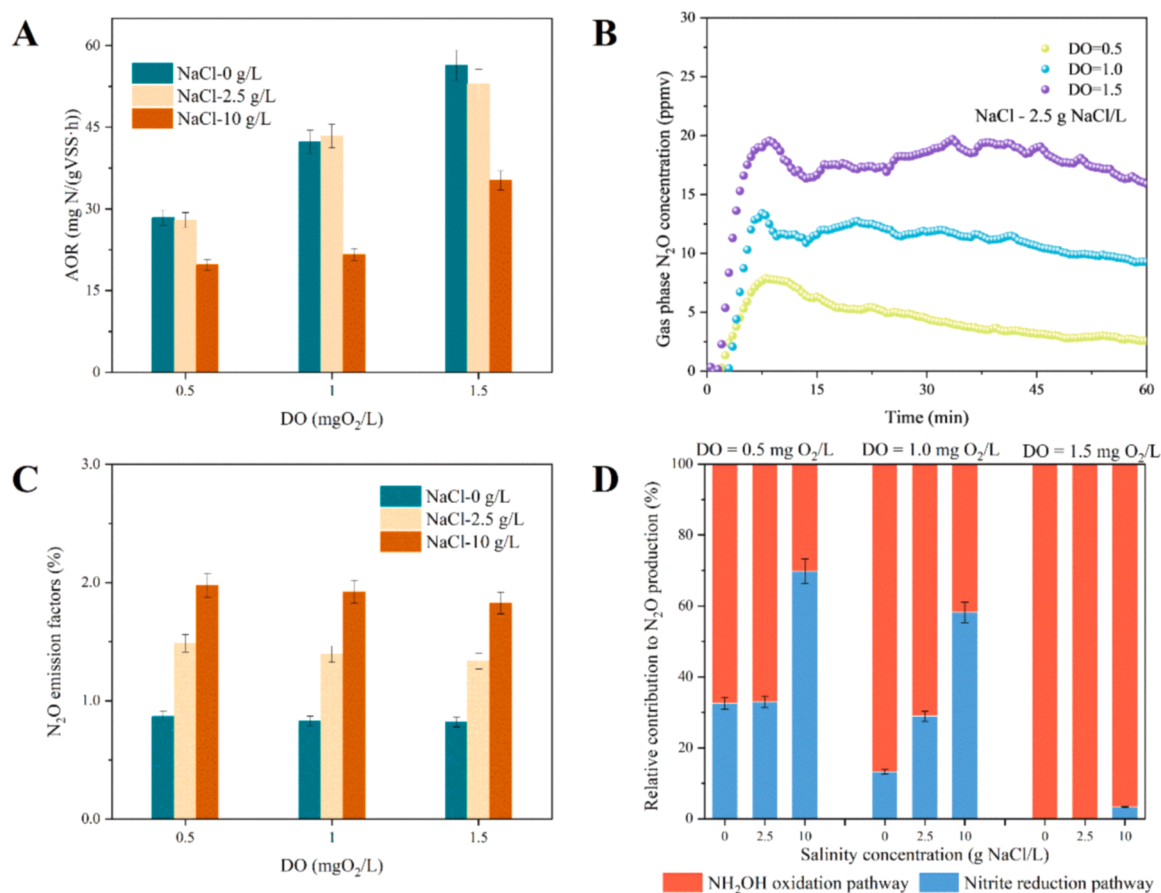 A
60
45
30
15
0
AOR (mg N/(gVSS·h))
NaCl-0 g/L
NaCl-2.5 g/L
NaCl-10 g/L
0.5
1
1.5
DO (mgO₂/L)
B
30
25
20
15
10
5
0
Gas phase N₂O concentration (ppmv)
DO=0.5
DO=1.0
DO=1.5
NaCl - 2.5 g NaCl/L
0
15
30
45
60
Time (min)
C
3.0
2.0
1.0
0.0
N₂O emission factors (%)
NaCl-0 g/L
NaCl-2.5 g/L
NaCl-10 g/L
0.5
1
1.5
DO (mgO₂/L)
D
DO = 0.5 mg O₂/L
DO = 1.0 mg O₂/L
DO = 1.5 mg O₂/L
100
80
60
40
20
0
Relative contribution to N₂O production (%)
0 2.5 10 0 2.5 10 0 2.5 10
Salinity concentration (g NaCl/L)
NH₂OH oxidation pathway
Nitrite reduction pathway